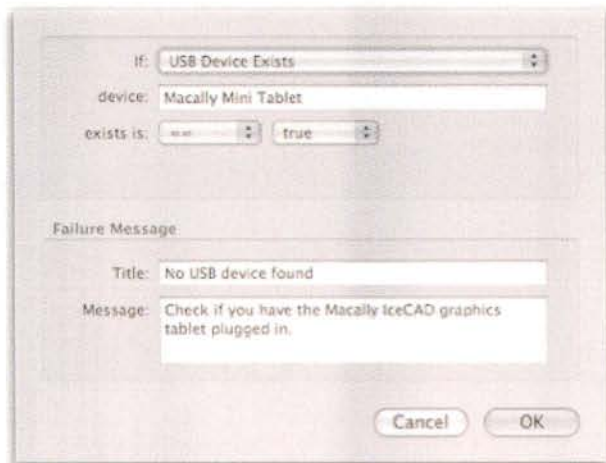 If: USB Device Exists
device: Macally Mini Tablet
exists is: == true
Failure Message
Title: No USB device found
Message: Check if you have the Macally IceCAD graphics
tablet plugged in.
Cancel OK